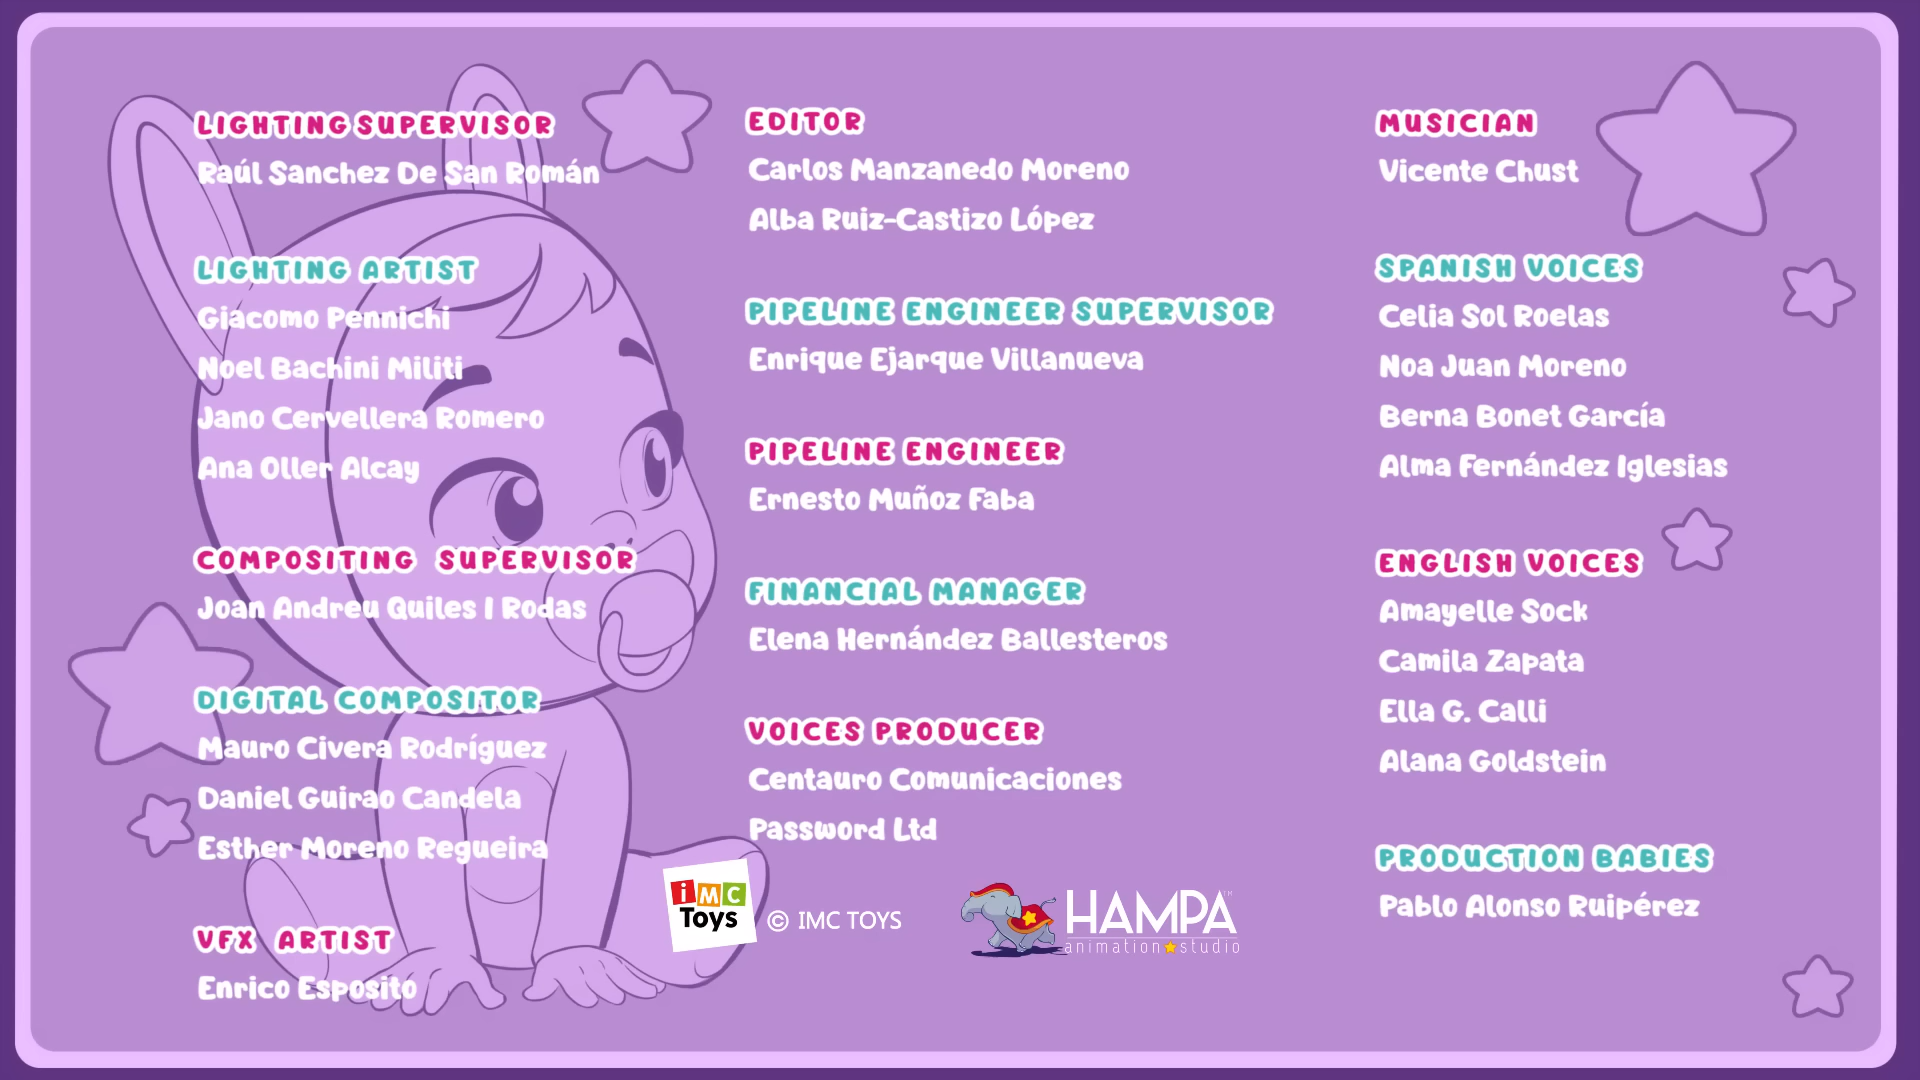 LIGHTING SUPERVISOR
Raúl Sanchez De San Román
LIGHTING ARTIST
Giacomo Pennichi
Noel Bachini Militi
Jano Cervellera Romero
Ana Oller Alcay
COMPOSITING SUPERVISOR
Joan Andreu Quiles I Rodas
DIGITAL COMPOSITOR
Mauro Civera Rodríguez
Daniel Guirao Candela
Esther Moreno Regueira
VFX ARTIST
Enrico Esposito
EDITOR
Carlos Manzanedo Moreno
Alba Ruiz-Castizo López
PIPELINE ENGINEER SUPERVISOR
Enrique Ejarque Villanueva
PIPELINE ENGINEER
Ernesto Muñoz Faba
FINANCIAL MANAGER
Elena Hernández Ballesteros
VOICES PRODUCER
Centauro Comunicaciones
Password Ltd
iMC
Toys
© IMC TOYS
HAMPA™
animation studio
MUSICIAN
Vicente Chust
SPANISH VOICES
Celia Sol Roelas
Noa Juan Moreno
Berna Bonet García
Alma Fernández Iglesias
ENGLISH VOICES
Amayelle Sock
Camila Zapata
Ella G. Calli
Alana Goldstein
PRODUCTION BABIES
Pablo Alonso Ruipérez